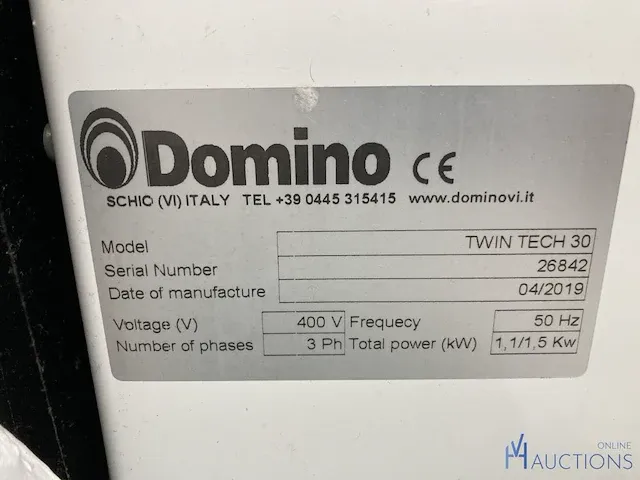 Domino CE
SCHIO (VI) ITALY TEL +39 0445 315415 www.dominovi.it
Model TWIN TECH 30
Serial Number 26842
Date of manufacture 04/2019
Voltage (V) 400 V Frequecy 50 Hz
Number of phases 3 Ph Total power (kW) 1,1/1,5 Kw
ONLINE
HVAUCTIONS